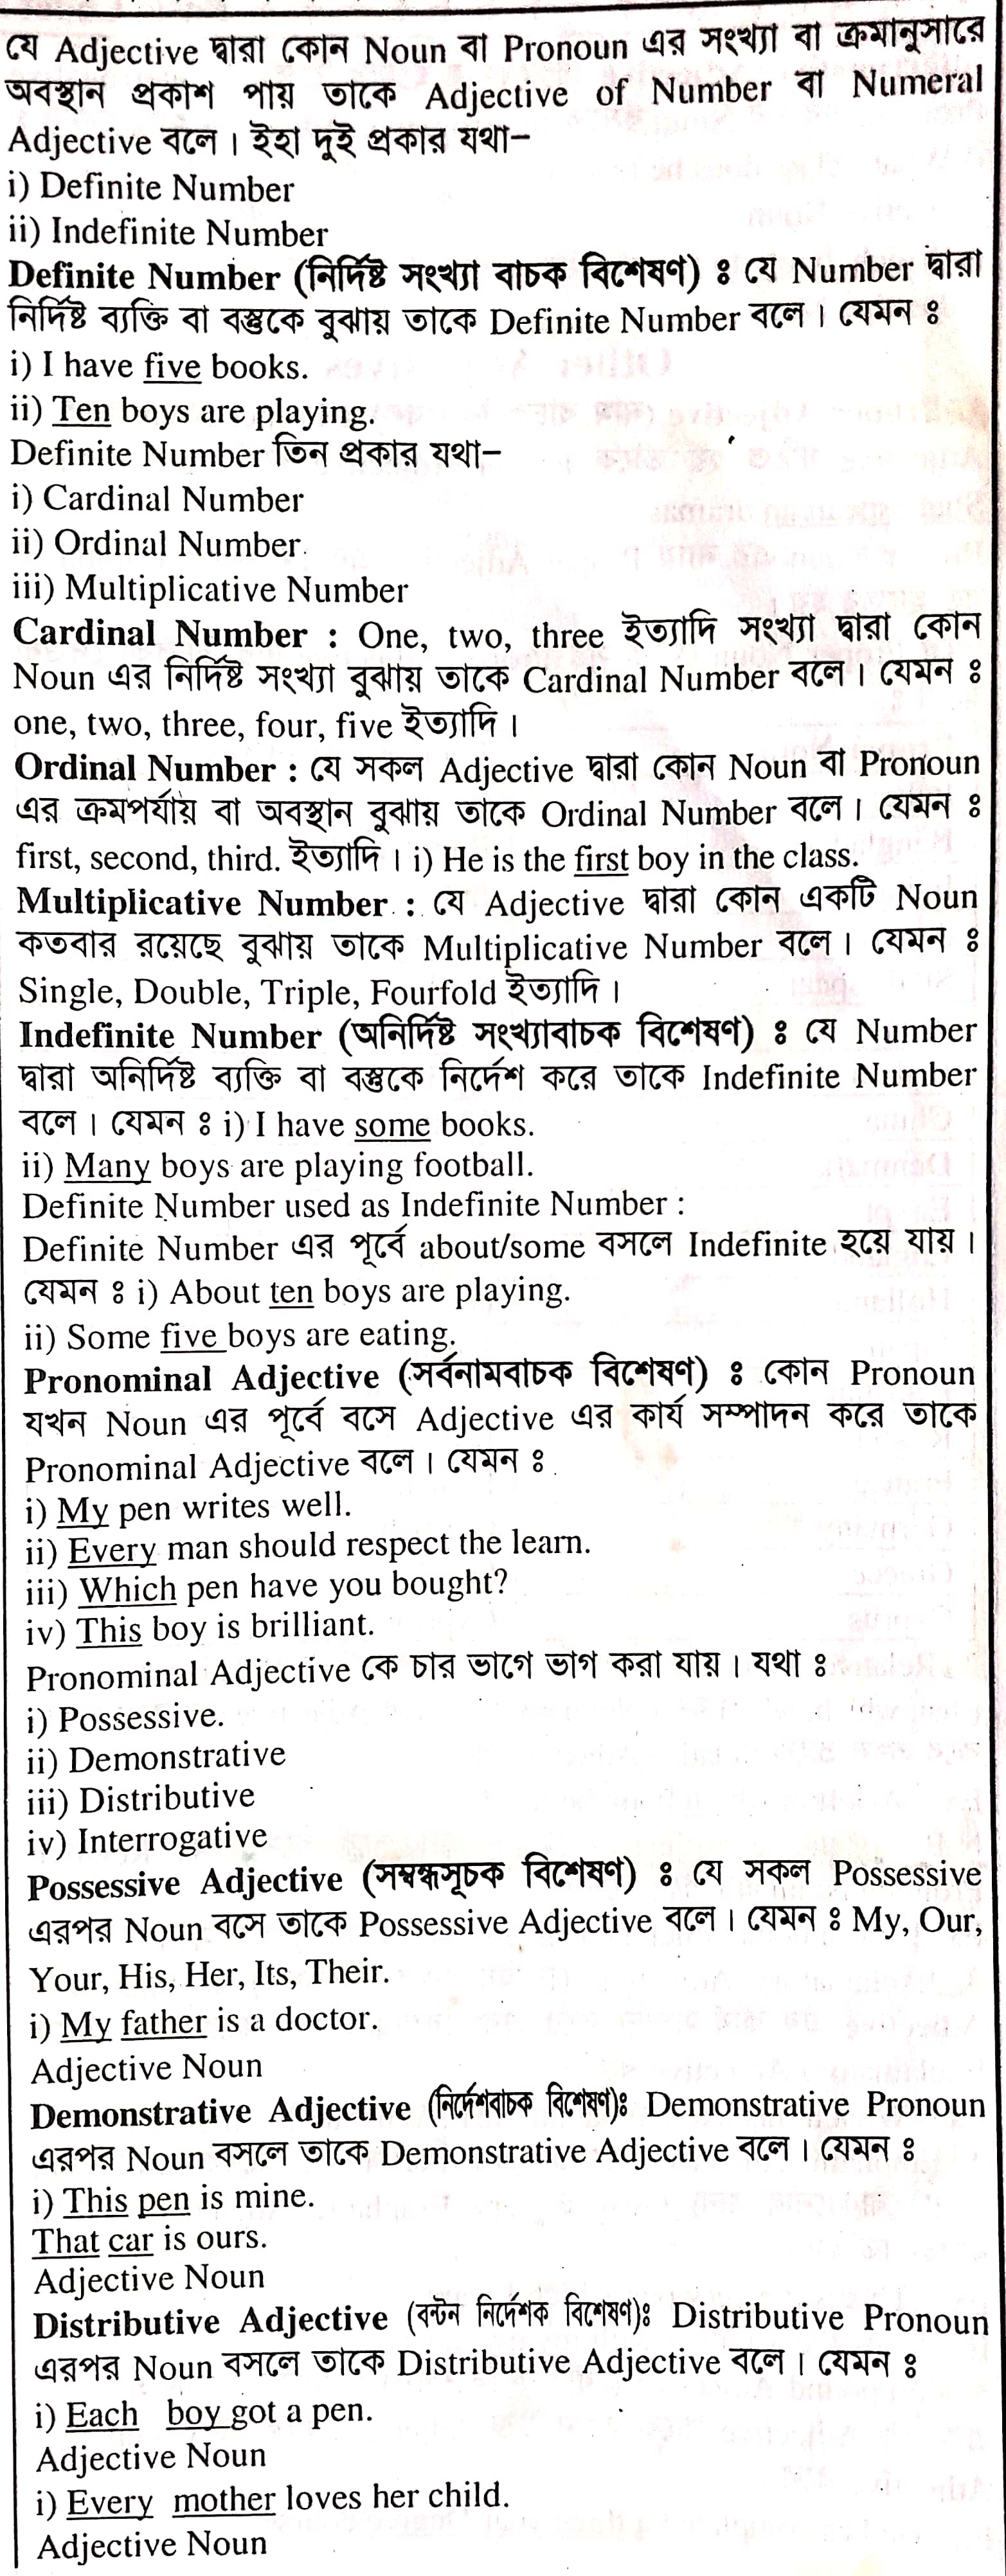 যে Adjective দ্বারা কোন Noun বা Pronoun এর সংখ্যা বা ক্রমানুসারে
অবস্থান প্রকাশ পায় তাকে Adjective of Number বা Numeral
Adjective বলে। ইহা দুই প্রকার যথা–
i) Definite Number
ii) Indefinite Number
Definite Number (নির্দিষ্ট সংখ্যা বাচক বিশেষণ) ঃ যে Number দ্বারা
নির্দিষ্ট ব্যক্তি বা বস্তুকে বুঝায় তাকে Definite Number বলে। যেমন ঃ
i) I have five books.
ii) Ten boys are playing.
Definite Number তিন প্রকার যথা–
i) Cardinal Number
ii) Ordinal Number
iii) Multiplicative Number
Cardinal Number : One, two, three ইত্যাদি সংখ্যা দ্বারা কোন
Noun এর নির্দিষ্ট সংখ্যা বুঝায় তাকে Cardinal Number বলে। যেমন ঃ
one, two, three, four, five ইত্যাদি।
Ordinal Number : যে সকল Adjective দ্বারা কোন Noun বা Pronoun
এর ক্রমপর্যায় বা অবস্থান বুঝায় তাকে Ordinal Number বলে। যেমন ঃ
first, second, third. ইত্যাদি। i) He is the first boy in the class.
Multiplicative Number : যে Adjective দ্বারা কোন একটি Noun
কতবার রয়েছে বুঝায় তাকে Multiplicative Number বলে। যেমন ঃ
Single, Double, Triple, Fourfold ইত্যাদি।
Indefinite Number (অনির্দিষ্ট সংখ্যাবাচক বিশেষণ) ঃ যে Number
দ্বারা অনির্দিষ্ট ব্যক্তি বা বস্তুকে নির্দেশ করে তাকে Indefinite Number
বলে। যেমন ঃ i) I have some books.
ii) Many boys are playing football.
Definite Number used as Indefinite Number :
Definite Number এর পূর্বে about/some বসলে Indefinite হয়ে যায়।
যেমন ঃ i) About ten boys are playing.
ii) Some five boys are eating.
Pronominal Adjective (সর্বনামবাচক বিশেষণ) ঃ কোন Pronoun
যখন Noun এর পূর্বে বসে Adjective এর কার্য সম্পাদন করে তাকে
Pronominal Adjective বলে। যেমন ঃ
i) My pen writes well.
ii) Every man should respect the learn.
iii) Which pen have you bought?
iv) This boy is brilliant.
Pronominal Adjective কে চার ভাগে ভাগ করা যায়। যথা ঃ
i) Possessive.
ii) Demonstrative
iii) Distributive
iv) Interrogative
Possessive Adjective (সম্বন্ধসূচক বিশেষণ) ঃ যে সকল Possessive
এরপর Noun বসে তাকে Possessive Adjective বলে। যেমন ঃ My, Our,
Your, His, Her, Its, Their.
i) My father is a doctor.
Adjective Noun
Demonstrative Adjective (নির্দেশবাচক বিশেষণ)ঃ Demonstrative Pronoun
এরপর Noun বসলে তাকে Demonstrative Adjective বলে। যেমন ঃ
i) This pen is mine.
That car is ours.
Adjective Noun
Distributive Adjective (বন্টন নির্দেশক বিশেষণ)ঃ Distributive Pronoun
এরপর Noun বসলে তাকে Distributive Adjective বলে। যেমন ঃ
i) Each boy got a pen.
Adjective Noun
i) Every mother loves her child.
Adjective Noun